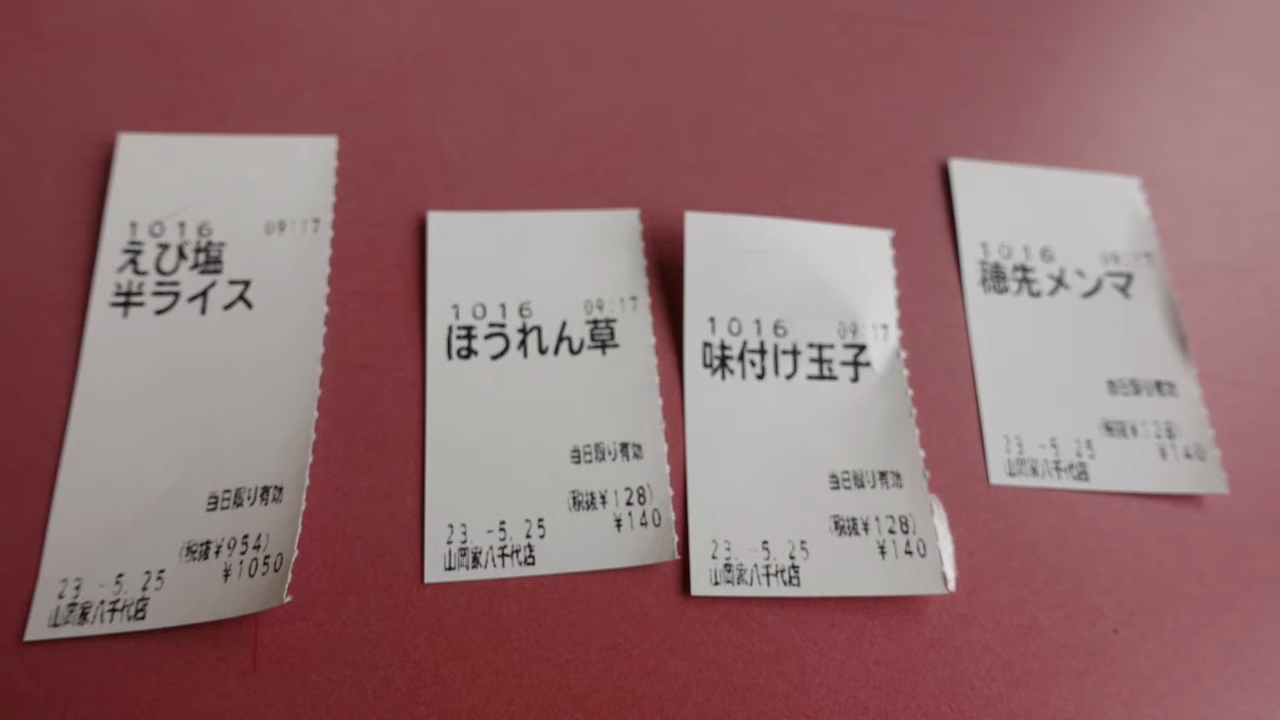 1016 09:17
えび塩
半ライス
当日限り有効
(税抜¥954)
¥1050
23.-5.25
山岡家八千代店
1016 09:17
ほうれん草
当日限り有効
(税抜¥128)
¥140
23.-5.25
山岡家八千代店
1016 09:17
味付け玉子
当日限り有効
(税抜¥128)
¥140
23.-5.25
山岡家八千代店
1016 09:17
穂先メンマ
当日限り有効
(税抜¥128)
¥140
23.-5.25
山岡家八千代店